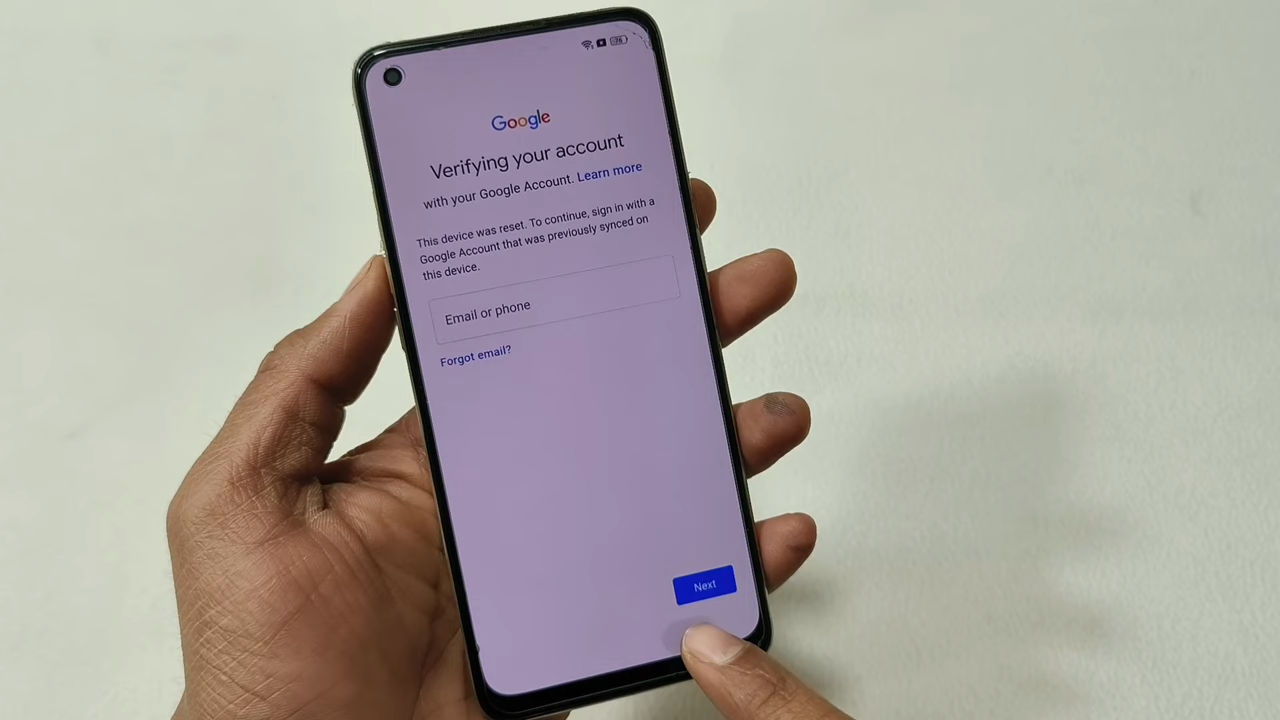 Google
Verifying your account
with your Google Account. Learn more
This device was reset. To continue, sign in with a
Google Account that was previously synced on
this device.
Email or phone
Forgot email?
Next